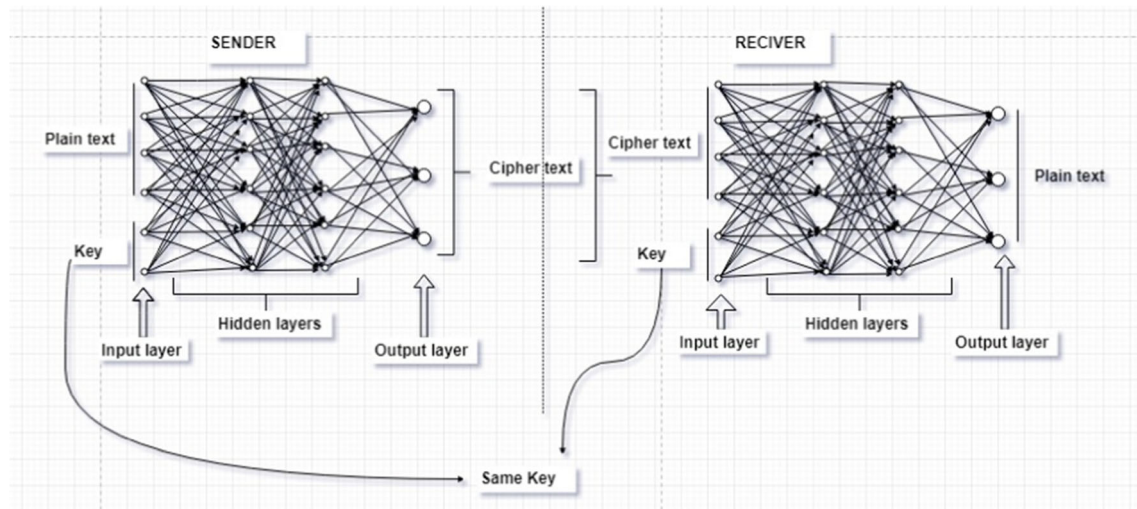 SENDER
Plain text
Key
Input layer
Hidden layers
Output layer
Cipher text
RECIVER
Cipher text
Key
Input layer
Hidden layers
Output layer
Plain text
Same Key